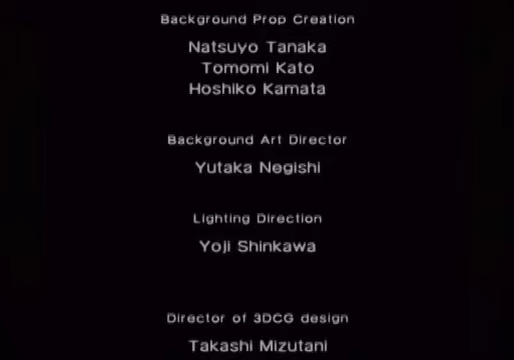 Background Prop Creation
Natsuyo Tanaka
Tomomi Kato
Hoshiko Kamata
Background Art Director
Yutaka Negishi
Lighting Direction
Yoji Shinkawa
Director of 3DCG design
Takashi Mizutani